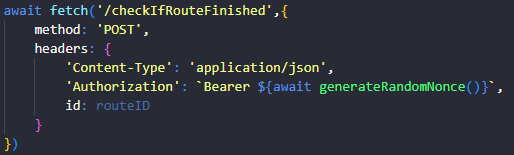 await fetch('/checkIfRouteFinished',{
method: 'POST',
headers: {
'Content-Type': 'application/json',
'Authorization': `Bearer ${await generateRandomNonce()}`,
id: routeID
}
})